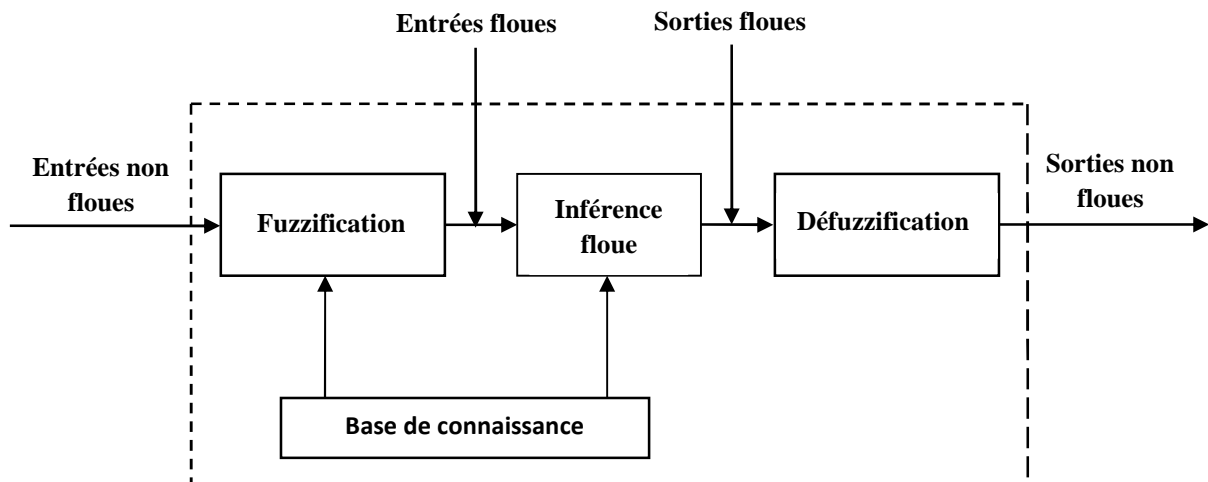 Entrées floues
Sorties floues
Entrées non
floues
Sorties non
floues
Fuzzification
Inférence
floue
Défuzzification
Base de connaissance